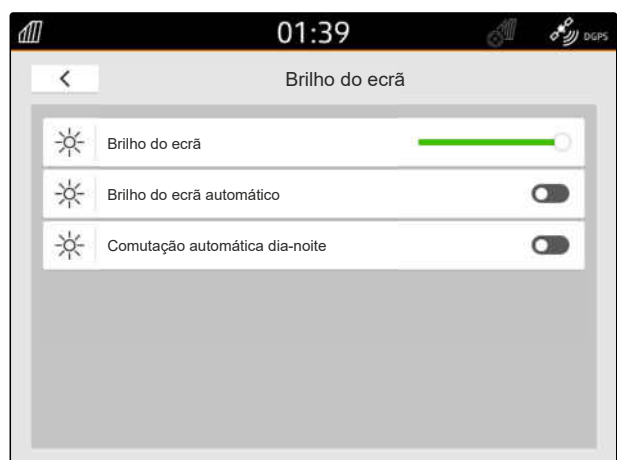 01:39
DGPS
Brilho do ecrã
Brilho do ecrã
Brilho do ecrã automático
Comutação automática dia-noite